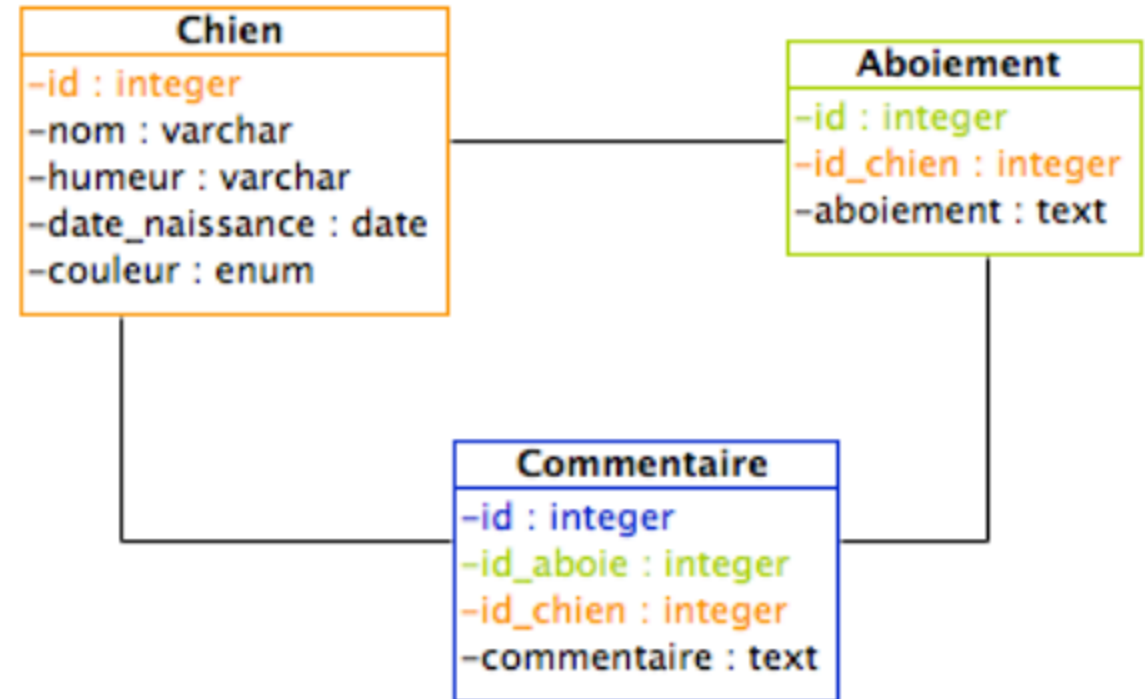 Chien
-id : integer
-nom : varchar
-humeur : varchar
-date_naissance : date
-couleur : enum
Aboiement
-id : integer
-id_chien : integer
-aboiement : text
Commentaire
-id : integer
-id_aboie : integer
-id_chien : integer
-commentaire : text